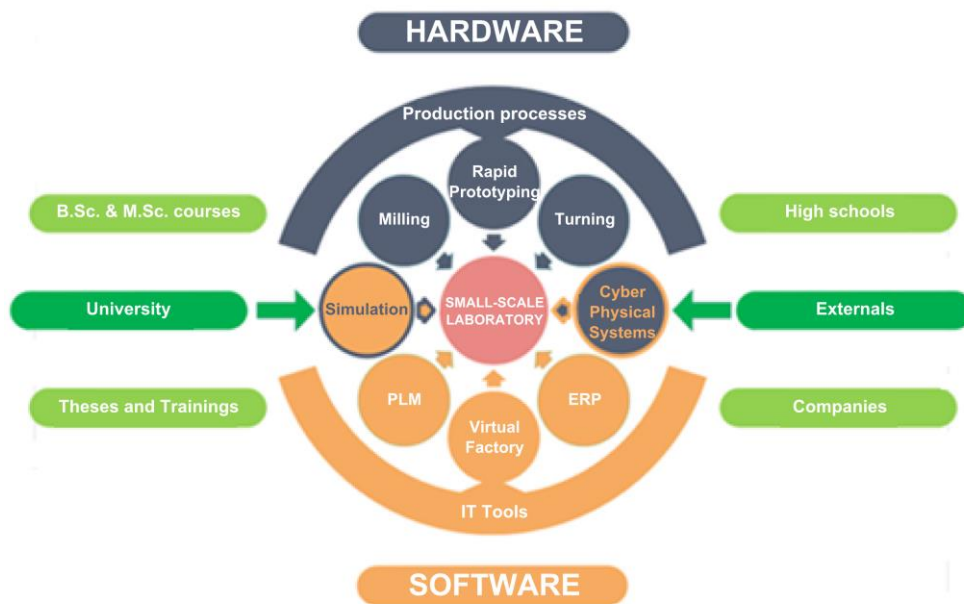 HARDWARE
Production processes
Rapid
Prototyping
Milling
Turning
B.Sc. & M.Sc. courses
High schools
University
Simulation
SMALL-SCALE
LABORATORY
Cyber
Physical
Systems
Externals
Theses and Trainings
PLM
ERP
Companies
Virtual
Factory
IT Tools
SOFTWARE